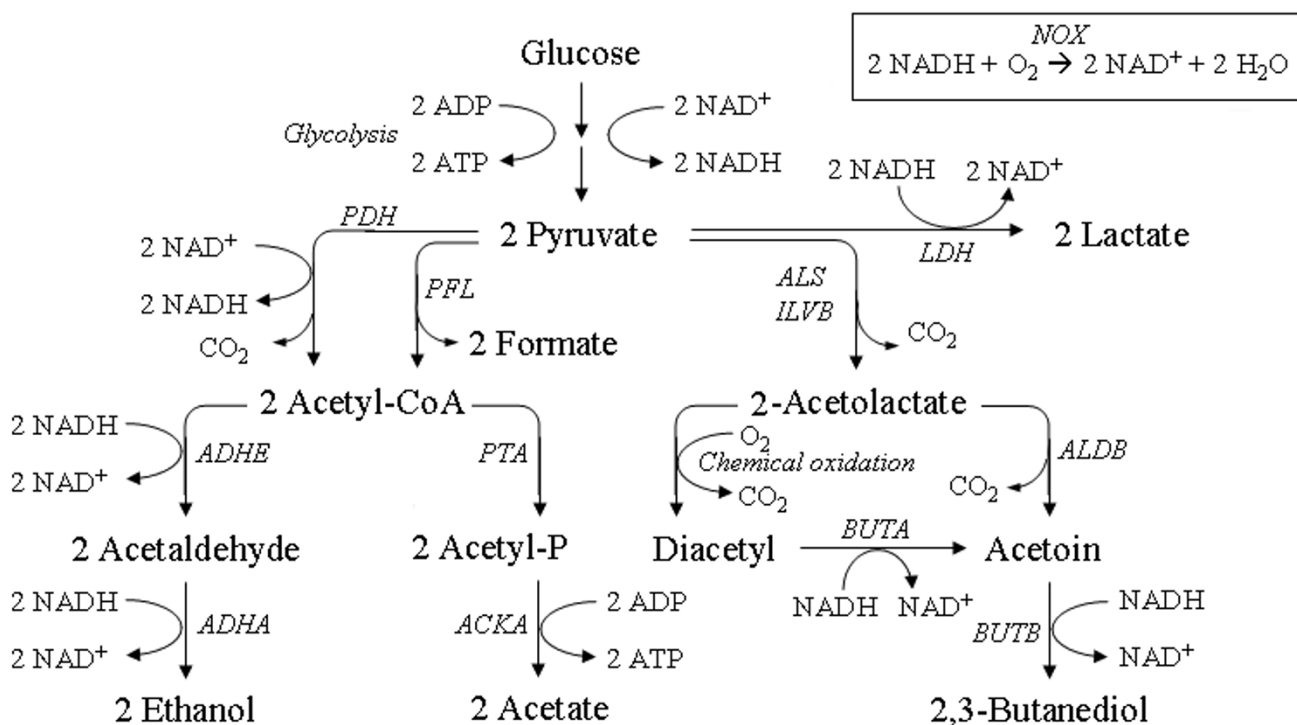 Glucose
NOX
2 NADH + O₂ → 2 NAD⁺ + 2 H₂O
2 ADP
2 NAD⁺
Glycolysis
2 ATP
2 NADH
2 NADH
2 NAD⁺
PDH
2 Pyruvate
2 Lactate
LDH
2 NAD⁺
2 NADH
CO₂
PFL
2 Formate
ALS
ILVB
CO₂
2 Acetyl-CoA
2-Acetolactate
2 NADH
2 NAD⁺
ADHE
PTA
O₂
Chemical oxidation
CO₂
ALDB
CO₂
2 Acetaldehyde
2 Acetyl-P
Diacetyl
BUTA
Acetoin
NADH
NAD⁺
2 NADH
2 NAD⁺
ADHA
ACKA
2 ADP
2 ATP
BUTB
NADH
NAD⁺
2 Ethanol
2 Acetate
2,3-Butanediol